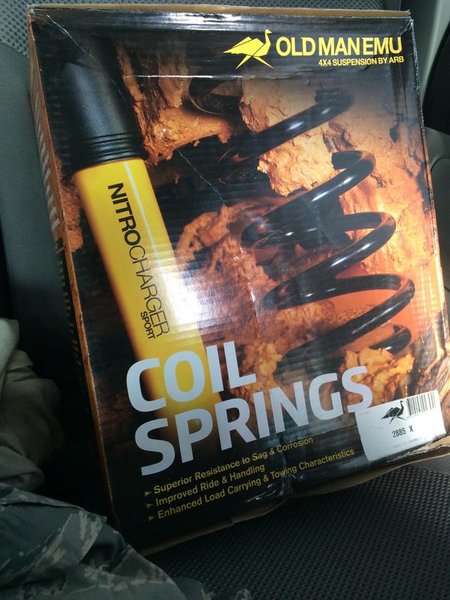 OLD MAN EMU
4X4 SUSPENSION BY ARB
NITROCHARGER
SPORT
COIL
SPRINGS
Superior Resistance to Sag & Corrosion
Improved Ride & Handling
Enhanced Load Carrying & Towing Characteristics
2885 X